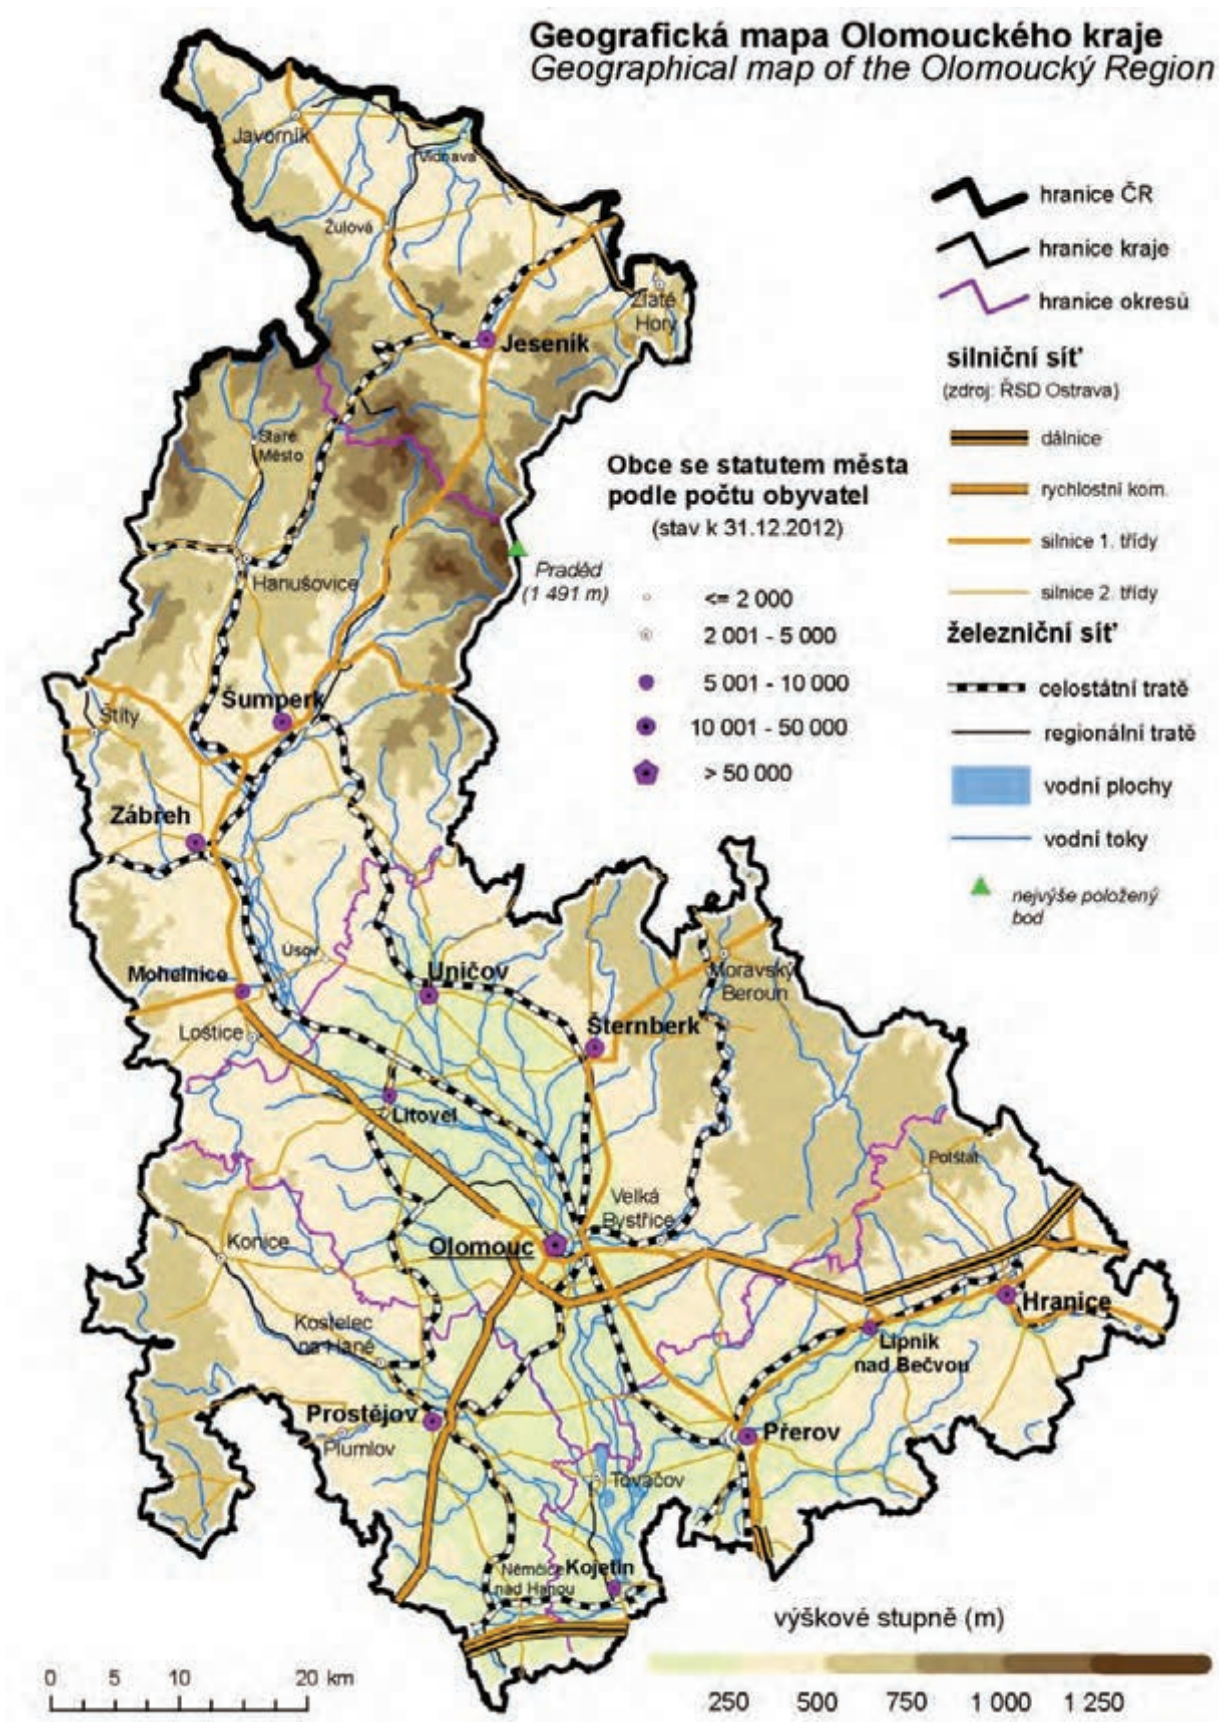 Geografická mapa Olomouckého kraje
Geographical map of the Olomoucký Region
hranice ČR
hranice kraje
hranice okresů
silniční síť
(zdroj: ŘSD Ostrava)
dálnice
rychlostní kom.
silnice 1. třídy
silnice 2. třídy
železniční síť
celostátní tratě
regionální tratě
vodní plochy
vodní toky
nejvýše položený
bod
Obce se statutem města
podle počtu obyvatel
(stav k 31.12.2012)
<= 2 000
2 001 - 5 000
5 001 - 10 000
10 001 - 50 000
> 50 000
Javorník
Vidnava
Žulová
Zlaté
Hory
Jeseník
Staré
Město
Praděd
(1 491 m)
Hanušovice
Šumperk
Štíty
Zábreh
Úsov
Mohelnice
Uničov
Moravský
Beroun
Loštice
Šternberk
Litovel
Potštát
Velká
Bystřice
Konice
Olomouc
Hranice
Kostelec
na Hané
Lipník
nad Bečvou
Prostějov
Plumlov
Přerov
Tovačov
Němčice
nad Hanou
Kojetín
výškové stupně (m)
250 500 750 1 000 1 250
0 5 10 20 km